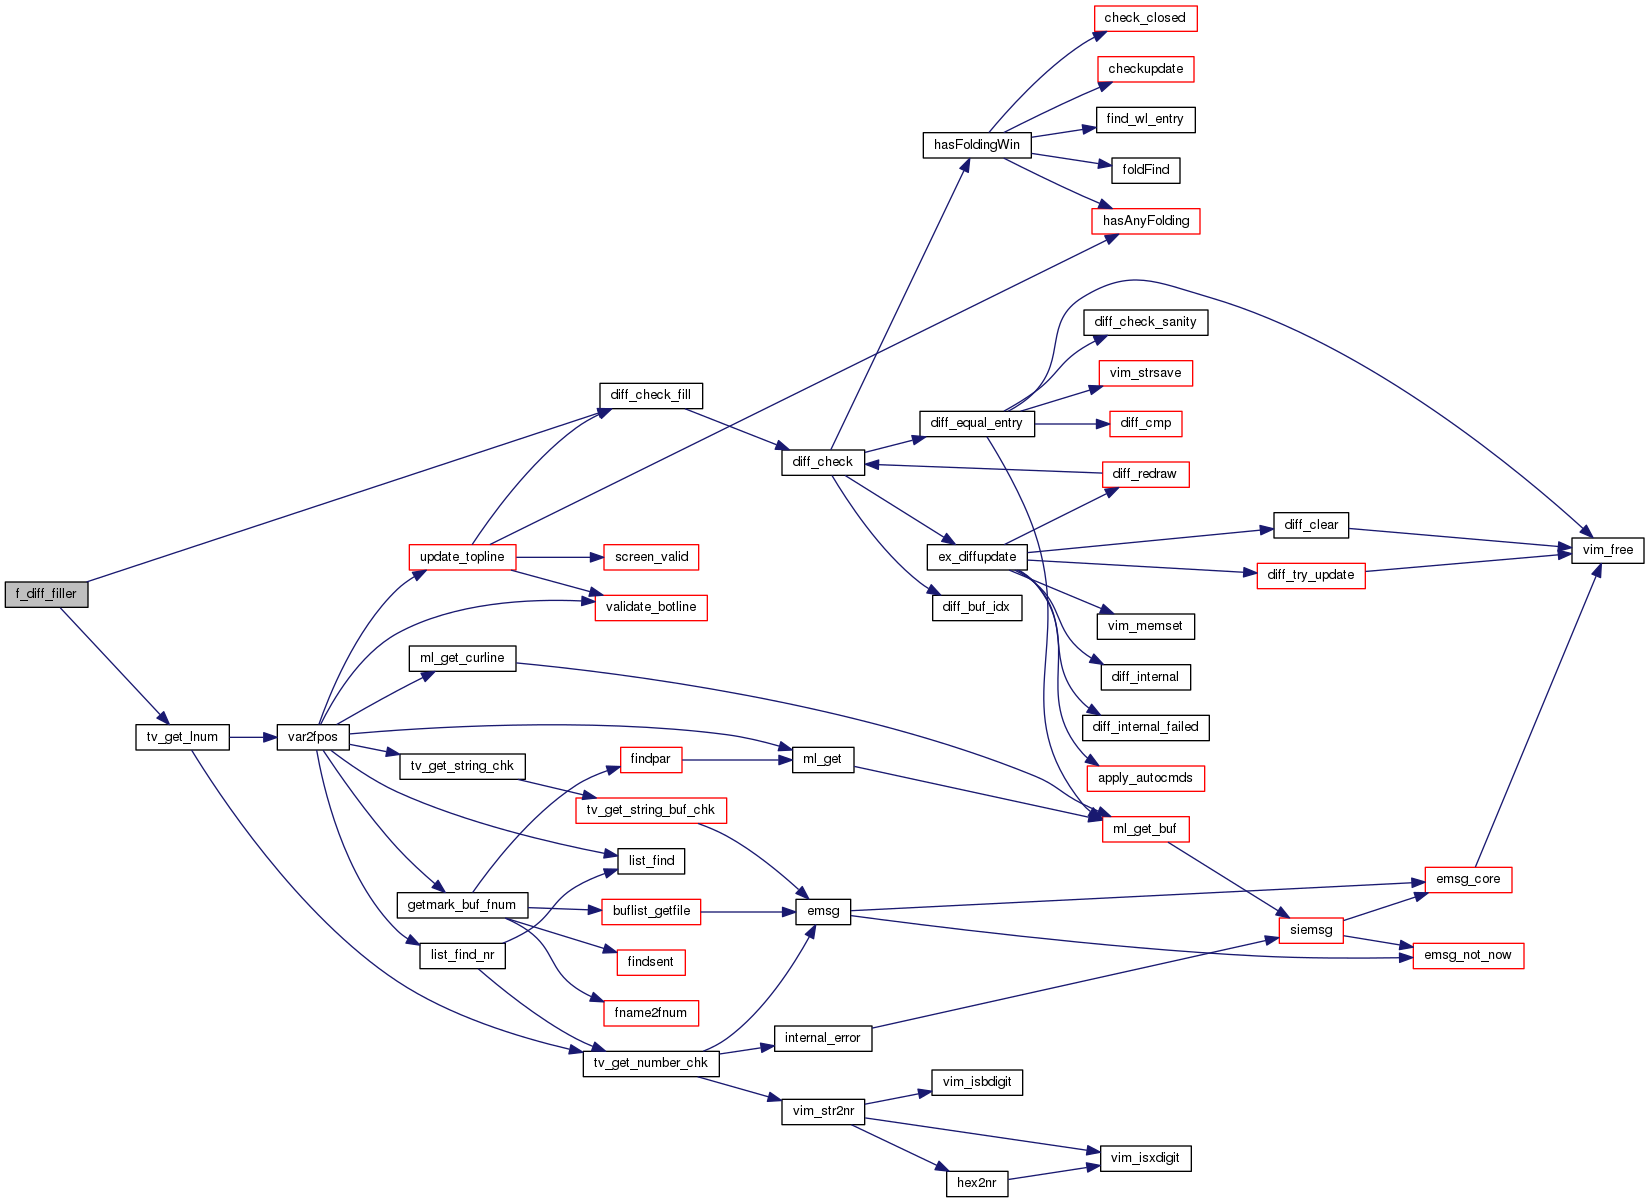 check_closed
checkupdate
find_wl_entry
hasFoldingWin
foldFind
hasAnyFolding
diff_check_sanity
vim_strsave
diff_check_fill
diff_equal_entry
diff_cmp
diff_check
diff_redraw
diff_clear
update_topline
screen_valid
ex_diffupdate
vim_free
diff_try_update
f_diff_filler
validate_botline
diff_buf_idx
vim_memset
ml_get_curline
diff_internal
diff_internal_failed
tv_get_lnum
var2fpos
tv_get_string_chk
findpar
ml_get
apply_autocmds
tv_get_string_buf_chk
ml_get_buf
list_find
emsg_core
getmark_buf_fnum
buflist_getfile
emsg
siemsg
list_find_nr
findsent
emsg_not_now
fname2fnum
internal_error
tv_get_number_chk
vim_isbdigit
vim_str2nr
vim_isxdigit
hex2nr